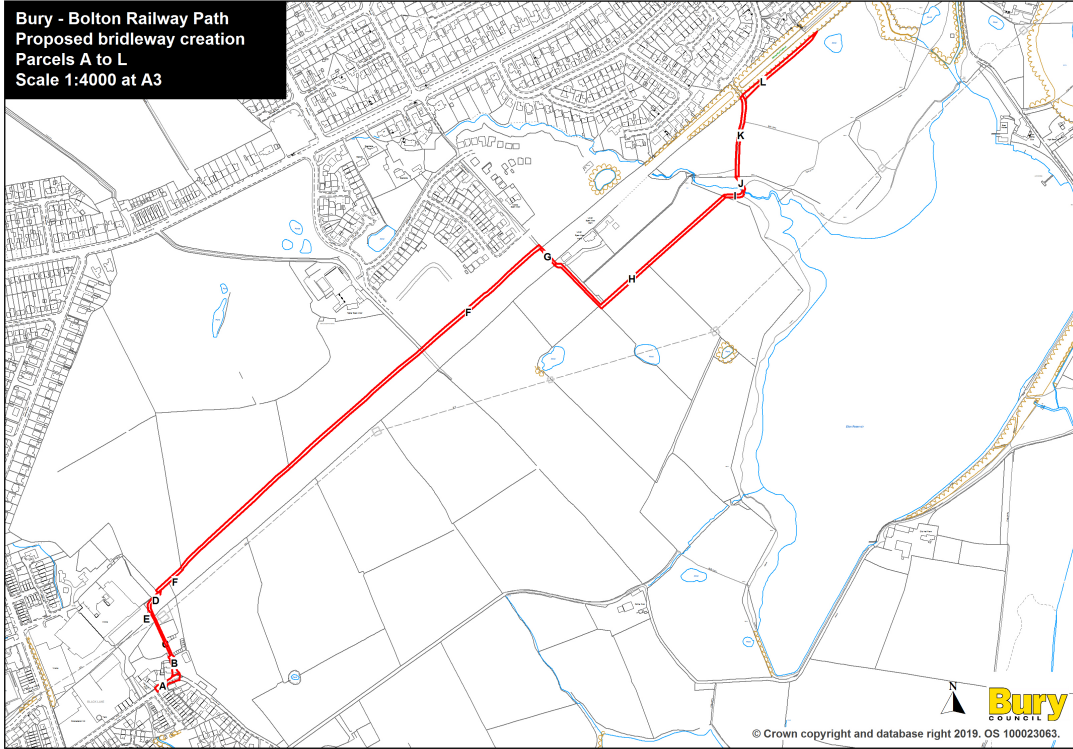 Bury - Bolton Railway Path
Proposed bridleway creation
Parcels A to L
Scale 1:4000 at A3
L
K
J
I
G
H
F
F
D
E
C
B
A
N
Bury
COUNCIL
© Crown copyright and database right 2019. OS 100023063.